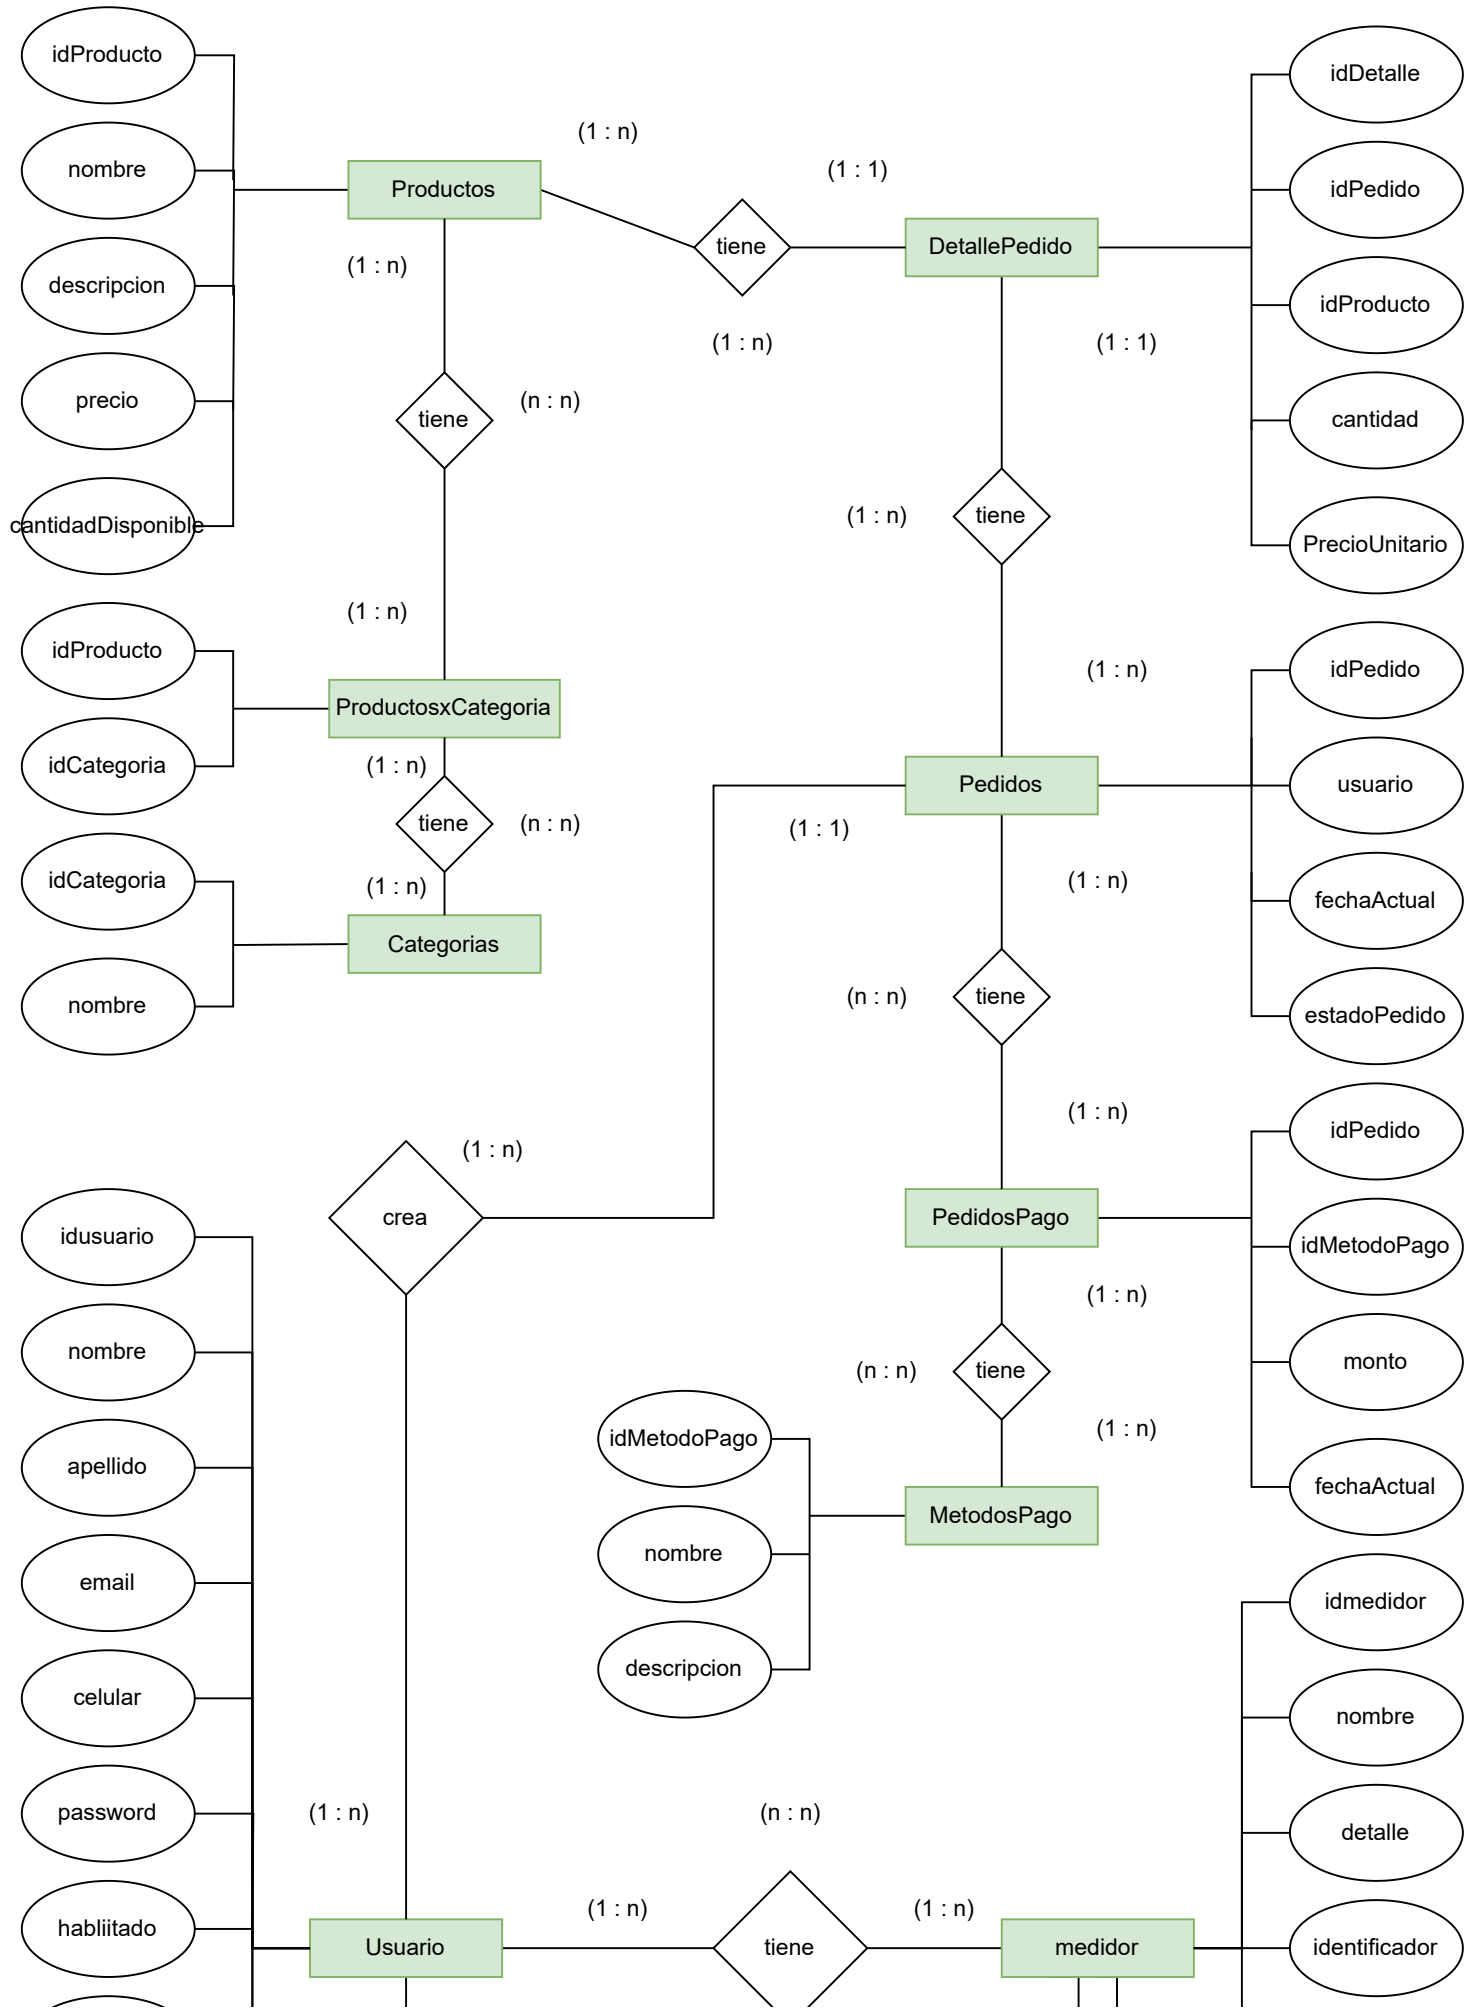 idProducto
nombre
descripcion
precio
cantidadDisponible
Productos
(1 : n)
(1 : n)
tiene
(1 : 1)
(1 : n)
DetallePedido
(1 : 1)
idDetalle
idPedido
idProducto
cantidad
PrecioUnitario
tiene
(n : n)
(1 : n)
tiene
(1 : n)
(1 : n)
idProducto
idCategoria
ProductosxCategoria
(1 : n)
tiene
(n : n)
(1 : n)
idCategoria
nombre
Categorias
Pedidos
(1 : 1)
(1 : n)
idPedido
usuario
fechaActual
estadoPedido
(n : n)
tiene
(1 : n)
crea
(1 : n)
PedidosPago
(1 : n)
idPedido
idMetodoPago
monto
fechaActual
(n : n)
tiene
(1 : n)
idMetodoPago
nombre
descripcion
MetodosPago
idusuario
nombre
apellido
email
celular
password
habliitado
(1 : n)
Usuario
(1 : n)
(n : n)
tiene
(1 : n)
medidor
idmedidor
nombre
detalle
identificador